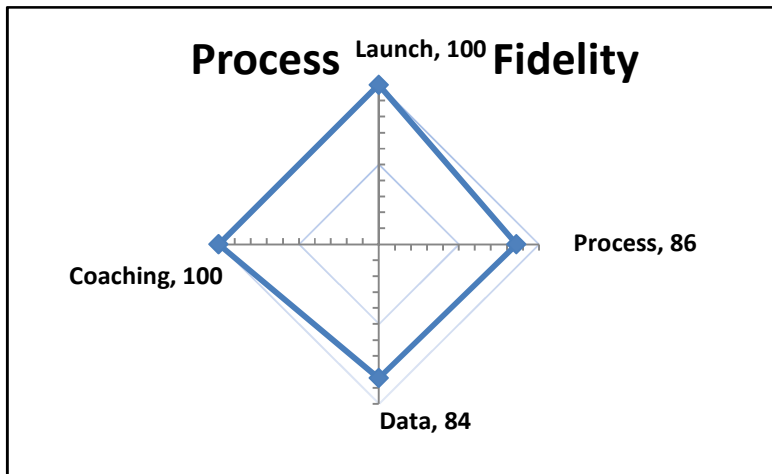 Process Fidelity
Launch, 100
Process, 86
Coaching, 100
Data, 84